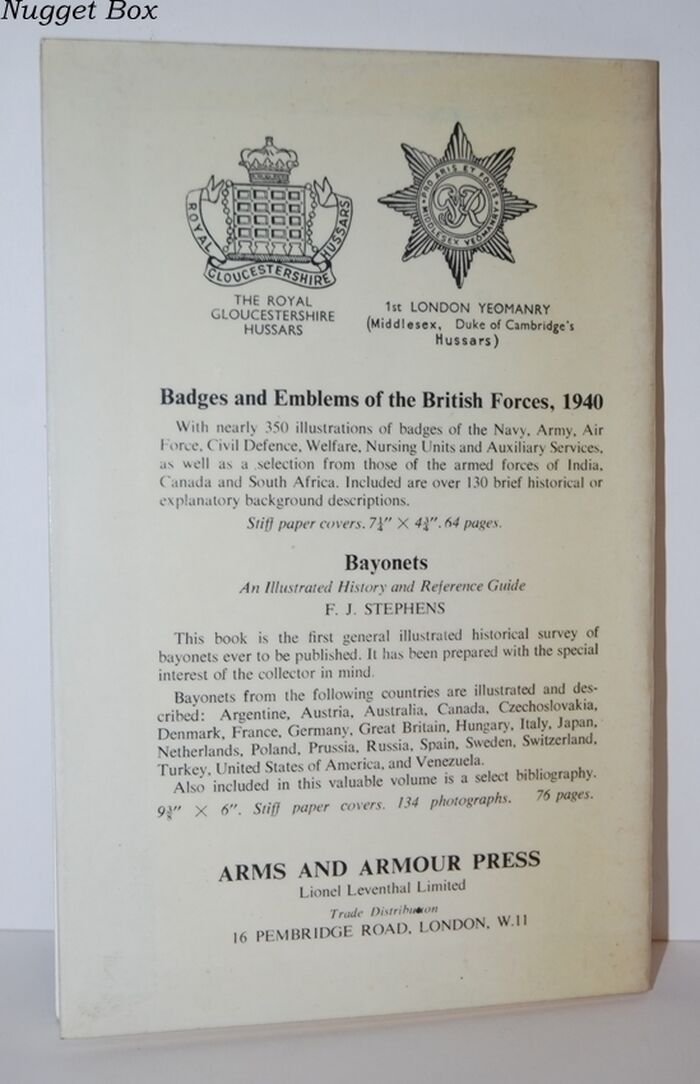 Nugget Box
ROYAL GLOUCESTERSHIRE HUSSARS
PRO ARIS ET FOCIS
MIDDLESEX YEOMANRY
THE ROYAL
GLOUCESTERSHIRE
HUSSARS
1st LONDON YEOMANRY
(Middlesex, Duke of Cambridge's
Hussars)
Badges and Emblems of the British Forces, 1940
With nearly 350 illustrations of badges of the Navy, Army, Air
Force, Civil Defence, Welfare, Nursing Units and Auxiliary Services,
as well as a selection from those of the armed forces of India,
Canada and South Africa. Included are over 130 brief historical or
explanatory background descriptions.
Stiff paper covers. 7¼" × 4¾". 64 pages.
Bayonets
An Illustrated History and Reference Guide
F. J. STEPHENS
This book is the first general illustrated historical survey of
bayonets ever to be published. It has been prepared with the special
interest of the collector in mind.
Bayonets from the following countries are illustrated and des-
cribed: Argentine, Austria, Australia, Canada, Czechoslovakia,
Denmark, France, Germany, Great Britain, Hungary, Italy, Japan,
Netherlands, Poland, Prussia, Russia, Spain, Sweden, Switzerland,
Turkey, United States of America, and Venezuela.
Also included in this valuable volume is a select bibliography.
9⅜" × 6". Stiff paper covers. 134 photographs. 76 pages.
ARMS AND ARMOUR PRESS
Lionel Leventhal Limited
Trade Distribution
16 PEMBRIDGE ROAD, LONDON, W.11